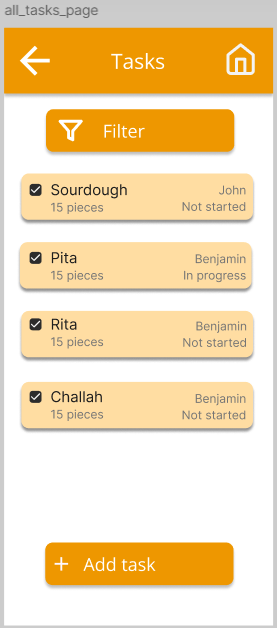 all_tasks_page
Tasks
Filter
Sourdough John
15 pieces Not started
Pita Benjamin
15 pieces In progress
Rita Benjamin
15 pieces Not started
Challah Benjamin
15 pieces Not started
+ Add task